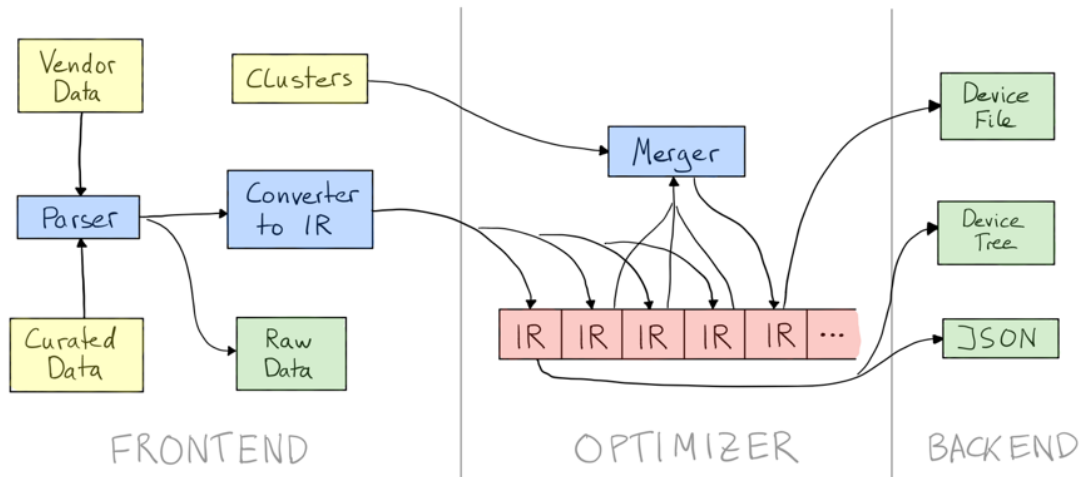 Vendor
Data
Clusters
Device
File
Merger
Parser
Converter
to IR
Device
Tree
Curated
Data
Raw
Data
IR
IR
IR
IR
IR
...
JSON
FRONTEND
OPTIMIZER
BACKEND